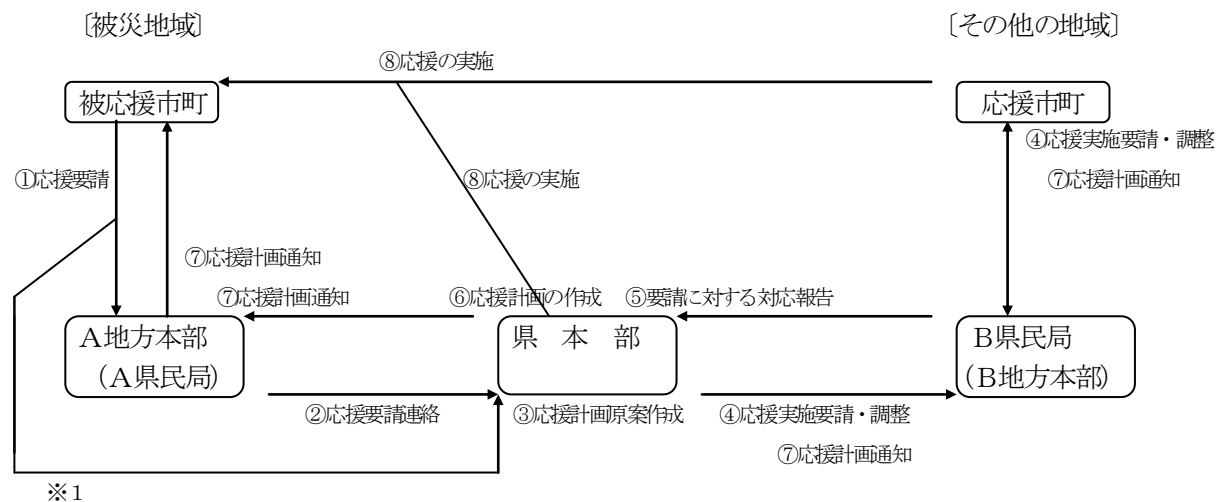 〔被災地域〕
〔その他の地域〕
⑧応援の実施
被応援市町
応援市町
④応援実施要請・調整
①応援要請
⑧応援の実施
⑦応援計画通知
⑦応援計画通知
⑦応援計画通知
⑥応援計画の作成
⑤要請に対する対応報告
A地方本部
（A県民局）
県　本　部
B県民局
（B地方本部）
②応援要請連絡
③応援計画原案作成
④応援実施要請・調整
⑦応援計画通知
※1